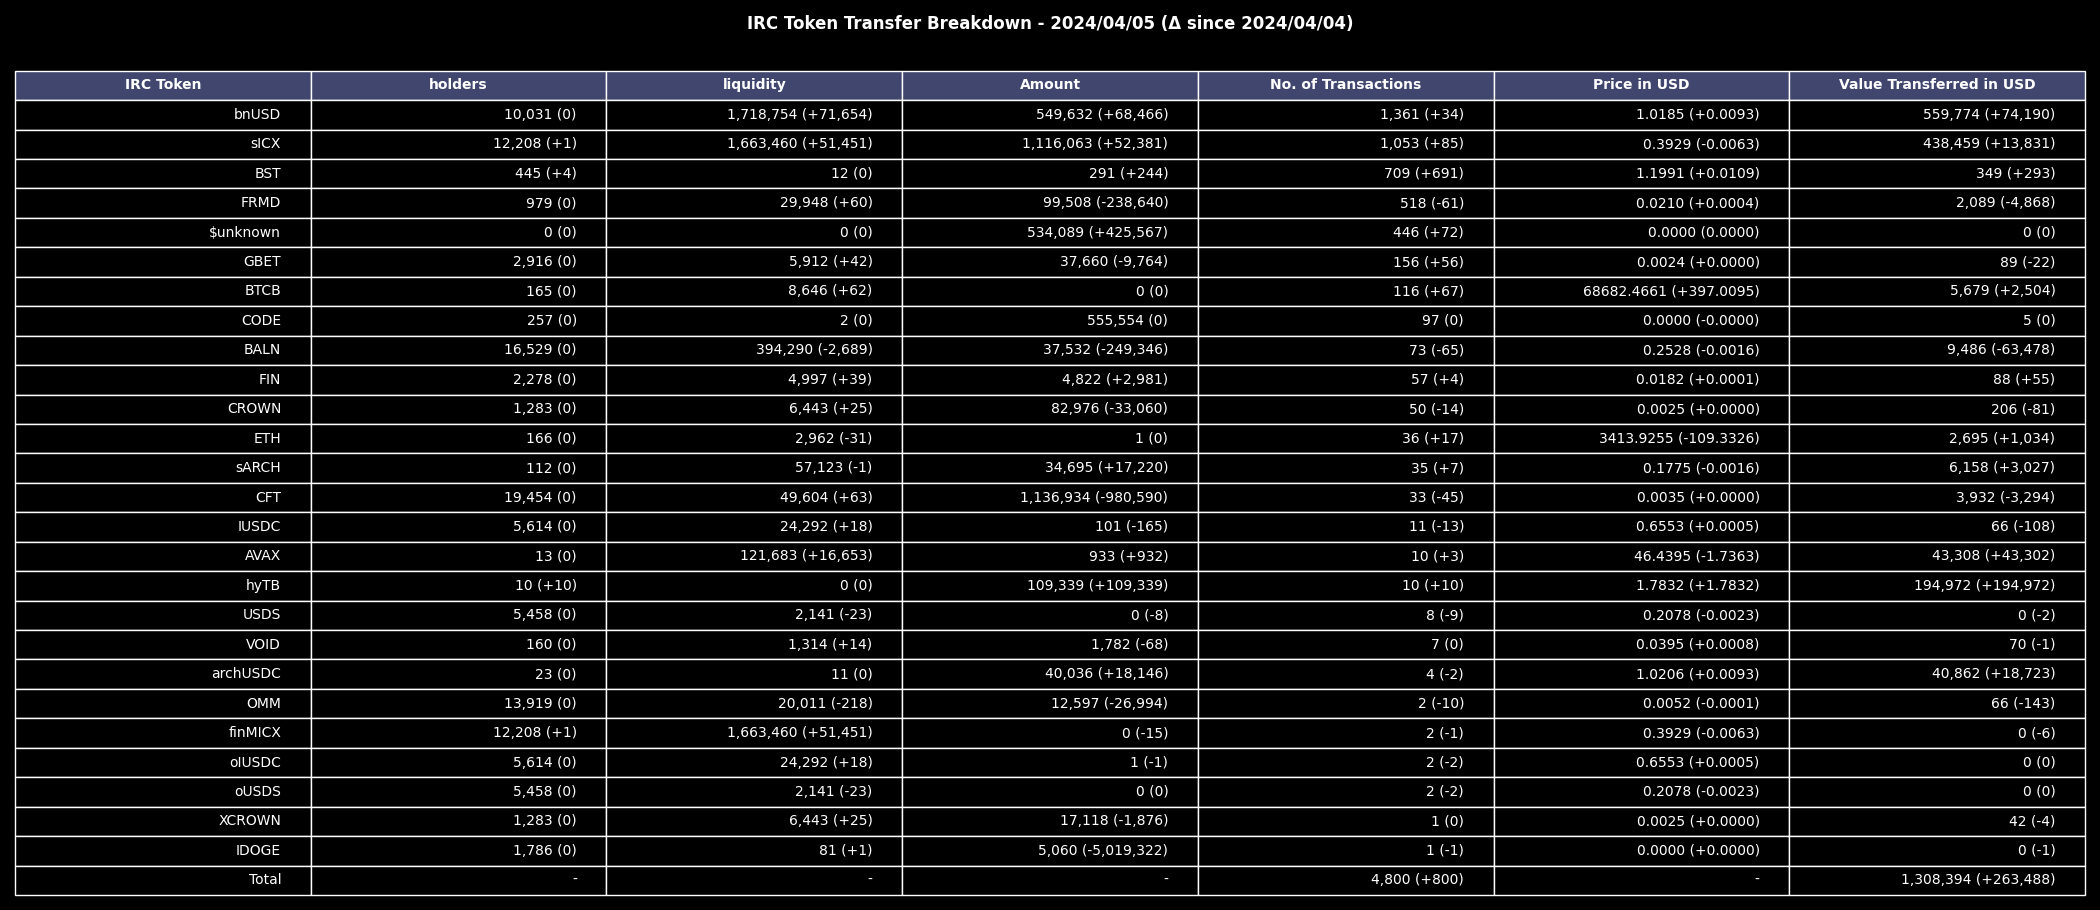 IRC Token Transfer Breakdown - 2024/04/05 (Δ since 2024/04/04)
IRC Token holders liquidity Amount No. of Transactions Price in USD Value Transferred in USD
bnUSD 10,031 (0) 1,718,754 (+71,654) 549,632 (+68,466) 1,361 (+34) 1.0185 (+0.0093) 559,774 (+74,190)
sICX 12,208 (+1) 1,663,460 (+51,451) 1,116,063 (+52,381) 1,053 (+85) 0.3929 (-0.0063) 438,459 (+13,831)
BST 445 (+4) 12 (0) 291 (+244) 709 (+691) 1.1991 (+0.0109) 349 (+293)
FRMD 979 (0) 29,948 (+60) 99,508 (-238,640) 518 (-61) 0.0210 (+0.0004) 2,089 (-4,868)
$unknown 0 (0) 0 (0) 534,089 (+425,567) 446 (+72) 0.0000 (0.0000) 0 (0)
GBET 2,916 (0) 5,912 (+42) 37,660 (-9,764) 156 (+56) 0.0024 (+0.0000) 89 (-22)
BTCB 165 (0) 8,646 (+62) 0 (0) 116 (+67) 68682.4661 (+397.0095) 5,679 (+2,504)
CODE 257 (0) 2 (0) 555,554 (0) 97 (0) 0.0000 (-0.0000) 5 (0)
BALN 16,529 (0) 394,290 (-2,689) 37,532 (-249,346) 73 (-65) 0.2528 (-0.0016) 9,486 (-63,478)
FIN 2,278 (0) 4,997 (+39) 4,822 (+2,981) 57 (+4) 0.0182 (+0.0001) 88 (+55)
CROWN 1,283 (0) 6,443 (+25) 82,976 (-33,060) 50 (-14) 0.0025 (+0.0000) 206 (-81)
ETH 166 (0) 2,962 (-31) 1 (0) 36 (+17) 3413.9255 (-109.3326) 2,695 (+1,034)
sARCH 112 (0) 57,123 (-1) 34,695 (+17,220) 35 (+7) 0.1775 (-0.0016) 6,158 (+3,027)
CFT 19,454 (0) 49,604 (+63) 1,136,934 (-980,590) 33 (-45) 0.0035 (+0.0000) 3,932 (-3,294)
IUSDC 5,614 (0) 24,292 (+18) 101 (-165) 11 (-13) 0.6553 (+0.0005) 66 (-108)
AVAX 13 (0) 121,683 (+16,653) 933 (+932) 10 (+3) 46.4395 (-1.7363) 43,308 (+43,302)
hyTB 10 (+10) 0 (0) 109,339 (+109,339) 10 (+10) 1.7832 (+1.7832) 194,972 (+194,972)
USDS 5,458 (0) 2,141 (-23) 0 (-8) 8 (-9) 0.2078 (-0.0023) 0 (-2)
VOID 160 (0) 1,314 (+14) 1,782 (-68) 7 (0) 0.0395 (+0.0008) 70 (-1)
archUSDC 23 (0) 11 (0) 40,036 (+18,146) 4 (-2) 1.0206 (+0.0093) 40,862 (+18,723)
OMM 13,919 (0) 20,011 (-218) 12,597 (-26,994) 2 (-10) 0.0052 (-0.0001) 66 (-143)
finMICX 12,208 (+1) 1,663,460 (+51,451) 0 (-15) 2 (-1) 0.3929 (-0.0063) 0 (-6)
oIUSDC 5,614 (0) 24,292 (+18) 1 (-1) 2 (-2) 0.6553 (+0.0005) 0 (0)
oUSDS 5,458 (0) 2,141 (-23) 0 (0) 2 (-2) 0.2078 (-0.0023) 0 (0)
XCROWN 1,283 (0) 6,443 (+25) 17,118 (-1,876) 1 (0) 0.0025 (+0.0000) 42 (-4)
IDOGE 1,786 (0) 81 (+1) 5,060 (-5,019,322) 1 (-1) 0.0000 (+0.0000) 0 (-1)
Total - - - 4,800 (+800) - 1,308,394 (+263,488)